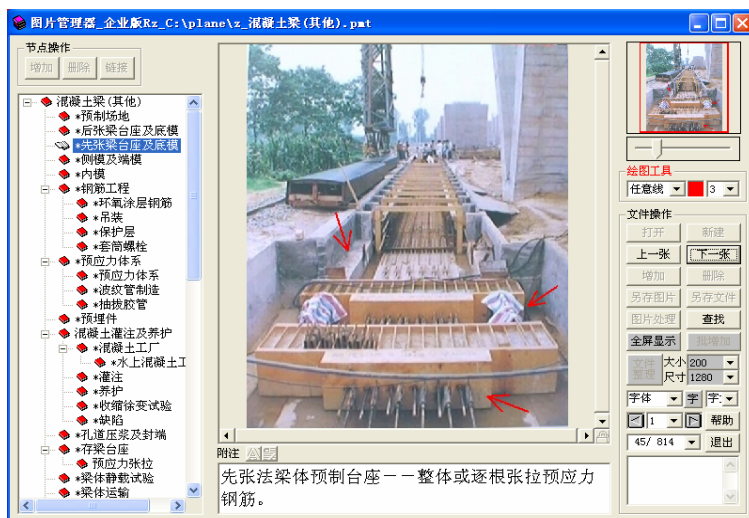 图片管理器_企业版Rz_C:\plane\z_混凝土梁(其他).pmt
节点操作
增加 删除 链接
混凝土梁(其他)
*预制场地
*后张梁台座及底模
*先张梁台座及底模
*侧模及端模
*内模
*钢筋工程
*环氧涂层钢筋
*吊装
*保护层
*套筒螺栓
*预应力体系
*预应力体系
*波纹管制造
*抽拔胶管
*预埋件
混凝土灌注及养护
*混凝土工厂
*水上混凝土工
*灌注
*养护
*收缩徐变试验
*缺陷
*孔道压浆及封端
*存梁台座
预应力张拉
*梁体静载试验
*梁体运输
附注
先张法梁体预制台座－－整体或逐根张拉预应力
钢筋。
绘图工具
任意线 3
文件操作
打开 新建
上一张 下一张
增加 删除
另存图片 另存文件
图片处理 查找
全屏显示 批增加
文件整理 大小 200
尺寸 1280
字体 字 字:
1 帮助
45/ 814 退出